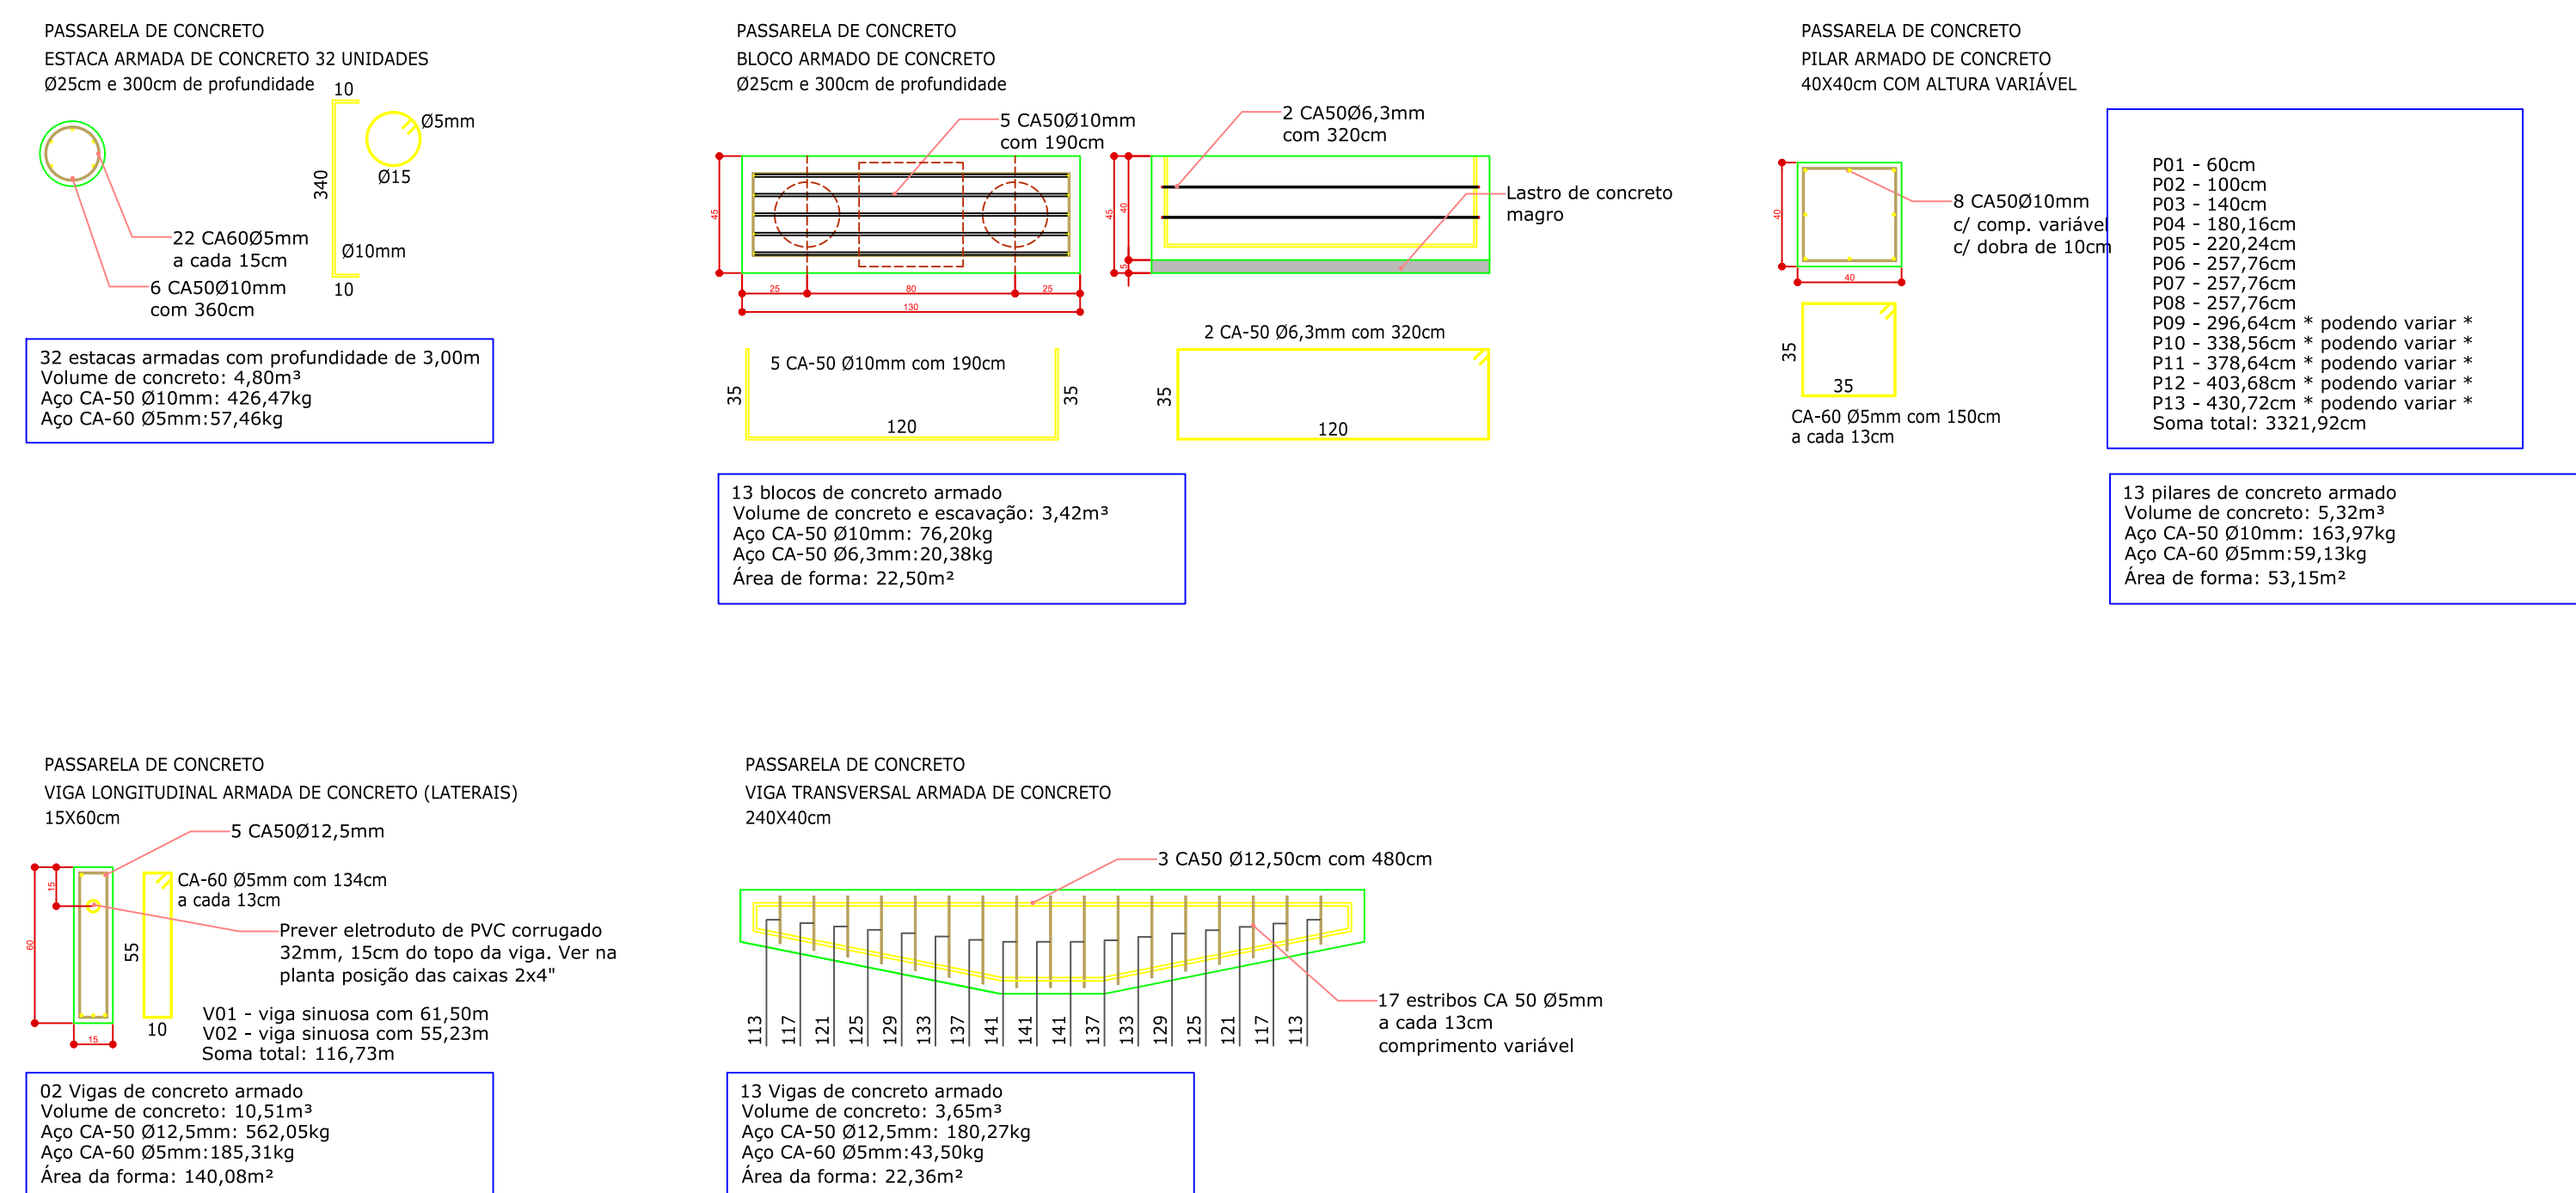 PASSARELA DE CONCRETO
ESTACA ARMADA DE CONCRETO 32 UNIDADES
Ø25cm e 300cm de profundidade
10
Ø5mm
Ø15
340
22 CA60Ø5mm
a cada 15cm
Ø10mm
6 CA50Ø10mm
com 360cm
10
32 estacas armadas com profundidade de 3,00m
Volume de concreto: 4,80m³
Aço CA-50 Ø10mm: 426,47kg
Aço CA-60 Ø5mm:57,46kg
PASSARELA DE CONCRETO
BLOCO ARMADO DE CONCRETO
Ø25cm e 300cm de profundidade
5 CA50Ø10mm
com 190cm
45
25
80
25
130
2 CA50Ø6,3mm
com 320cm
Lastro de concreto
magro
45
40
5
5 CA-50 Ø10mm com 190cm
35
35
120
2 CA-50 Ø6,3mm com 320cm
35
120
13 blocos de concreto armado
Volume de concreto e escavação: 3,42m³
Aço CA-50 Ø10mm: 76,20kg
Aço CA-50 Ø6,3mm:20,38kg
Área de forma: 22,50m²
PASSARELA DE CONCRETO
PILAR ARMADO DE CONCRETO
40X40cm COM ALTURA VARIÁVEL
40
40
8 CA50Ø10mm
c/ comp. variável
c/ dobra de 10cm
35
35
CA-60 Ø5mm com 150cm
a cada 13cm
P01 - 60cm
P02 - 100cm
P03 - 140cm
P04 - 180,16cm
P05 - 220,24cm
P06 - 257,76cm
P07 - 257,76cm
P08 - 257,76cm
P09 - 296,64cm * podendo variar *
P10 - 338,56cm * podendo variar *
P11 - 378,64cm * podendo variar *
P12 - 403,68cm * podendo variar *
P13 - 430,72cm * podendo variar *
Soma total: 3321,92cm
13 pilares de concreto armado
Volume de concreto: 5,32m³
Aço CA-50 Ø10mm: 163,97kg
Aço CA-60 Ø5mm:59,13kg
Área de forma: 53,15m²
PASSARELA DE CONCRETO
VIGA LONGITUDINAL ARMADA DE CONCRETO (LATERAIS)
15X60cm
5 CA50Ø12,5mm
15
60
15
CA-60 Ø5mm com 134cm
a cada 13cm
55
10
Prever eletroduto de PVC corrugado
32mm, 15cm do topo da viga. Ver na
planta posição das caixas 2x4"
V01 - viga sinuosa com 61,50m
V02 - viga sinuosa com 55,23m
Soma total: 116,73m
02 Vigas de concreto armado
Volume de concreto: 10,51m³
Aço CA-50 Ø12,5mm: 562,05kg
Aço CA-60 Ø5mm:185,31kg
Área da forma: 140,08m²
PASSARELA DE CONCRETO
VIGA TRANSVERSAL ARMADA DE CONCRETO
240X40cm
3 CA50 Ø12,50cm com 480cm
113
117
121
125
129
133
137
141
141
141
137
133
129
125
121
117
113
17 estribos CA 50 Ø5mm
a cada 13cm
comprimento variável
13 Vigas de concreto armado
Volume de concreto: 3,65m³
Aço CA-50 Ø12,5mm: 180,27kg
Aço CA-60 Ø5mm:43,50kg
Área da forma: 22,36m²